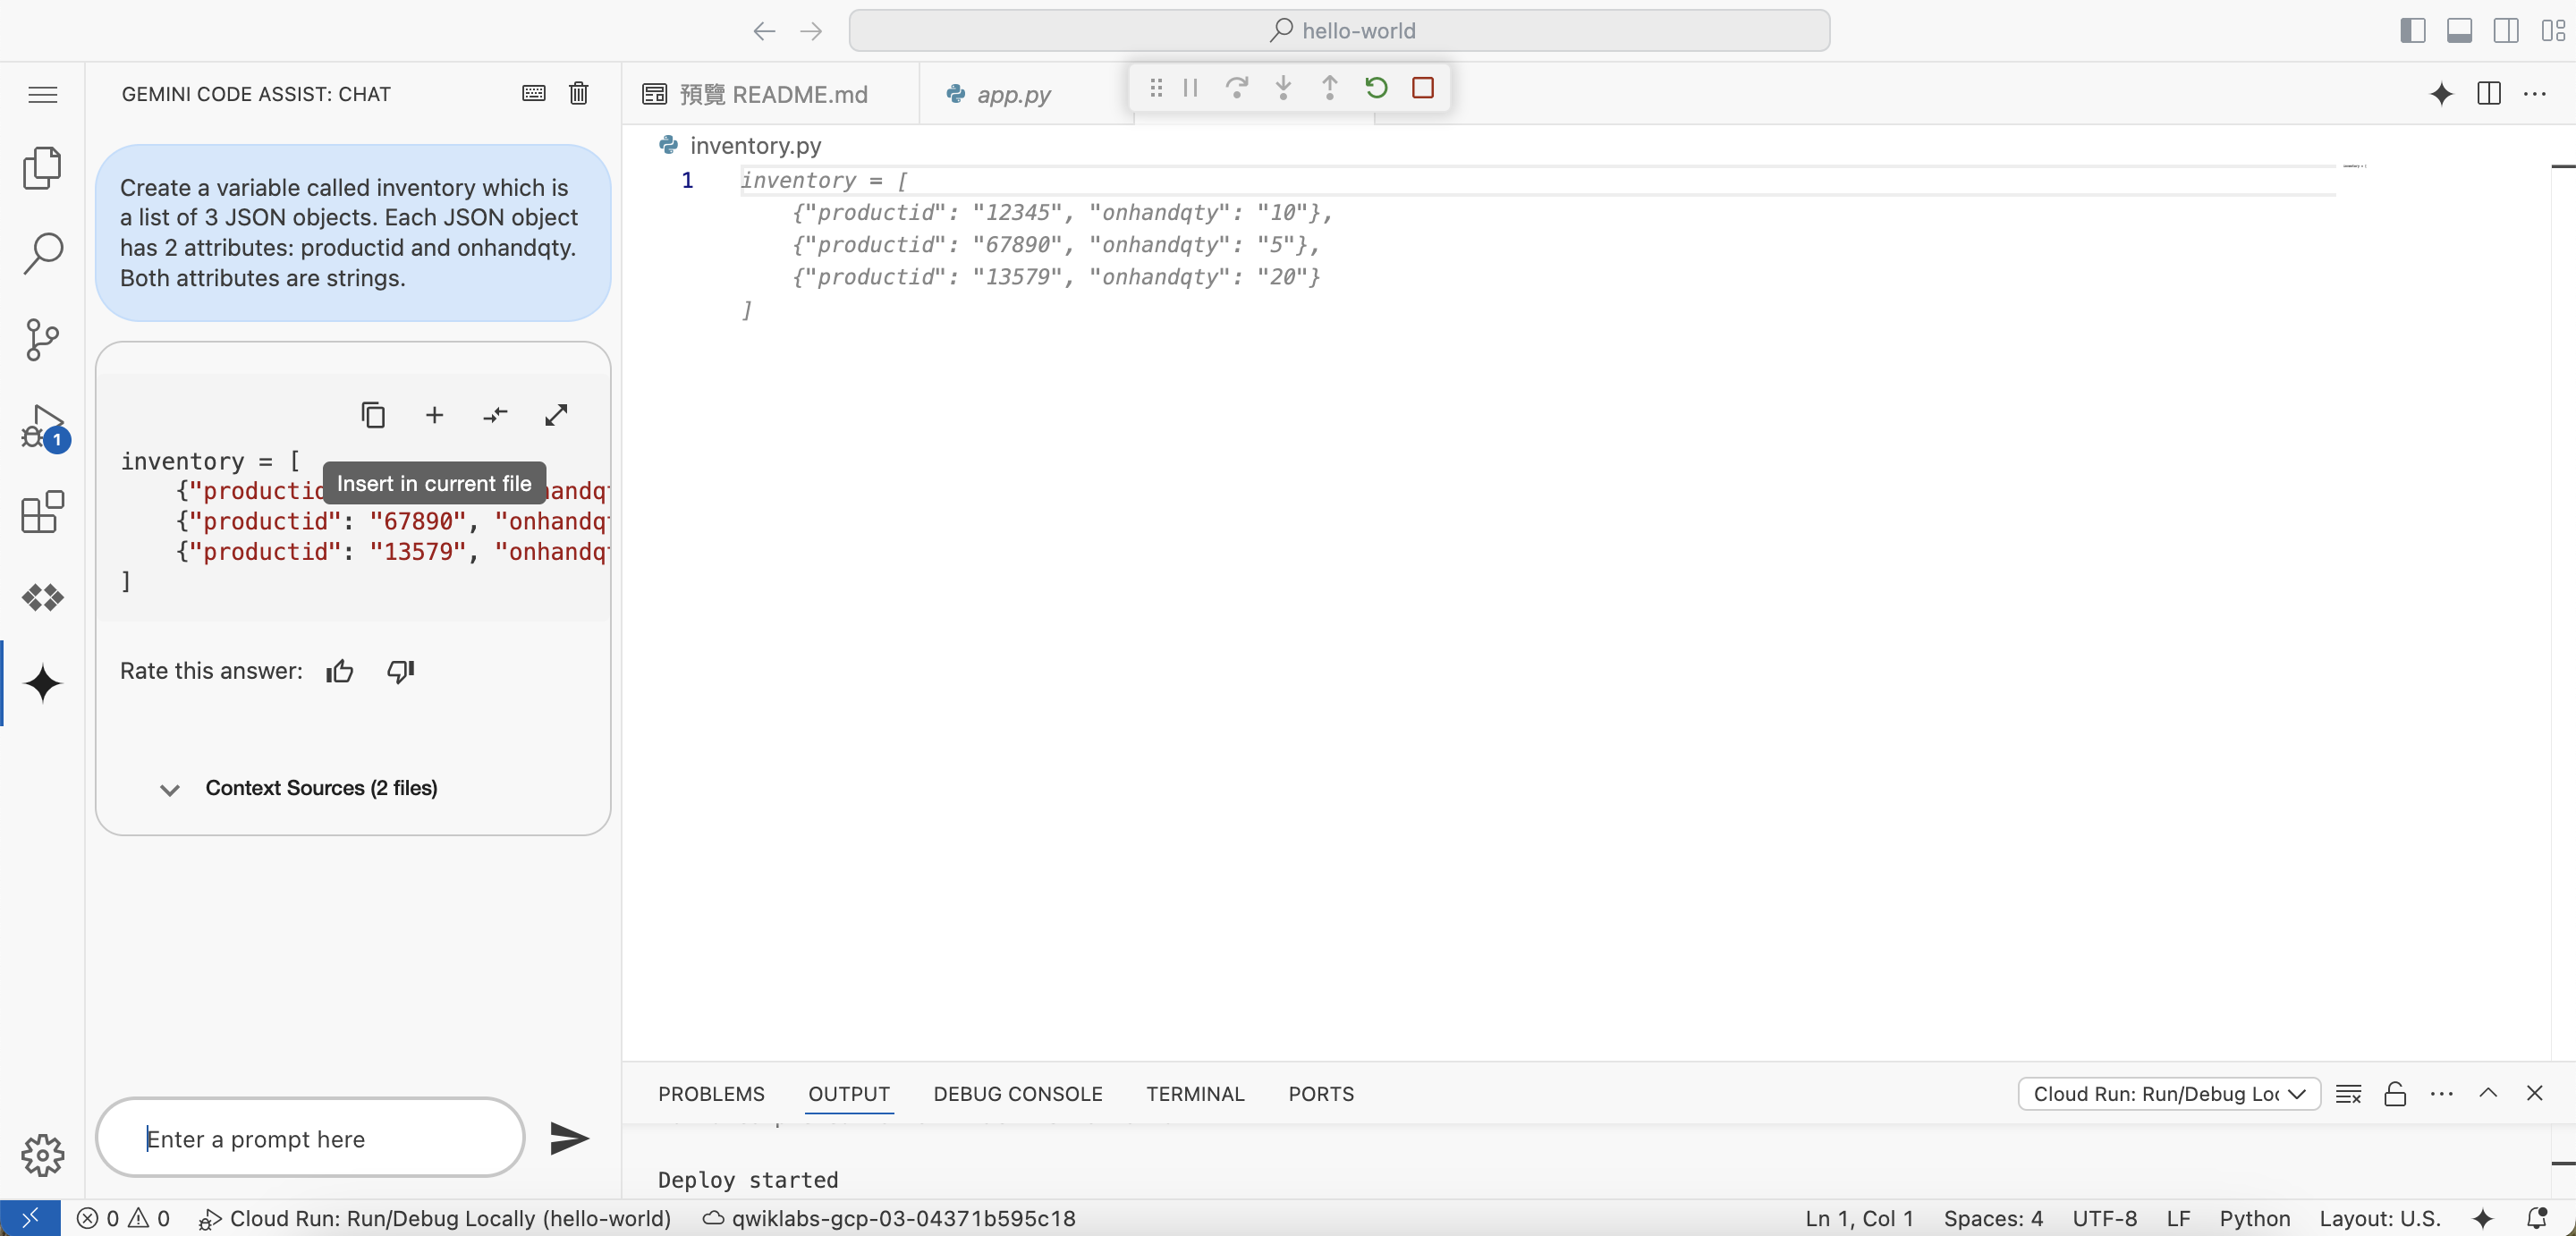 hello-world
GEMINI CODE ASSIST: CHAT
預覽 README.md
app.py
Create a variable called inventory which is
a list of 3 JSON objects. Each JSON object
has 2 attributes: productid and onhandqty.
Both attributes are strings.
inventory = [
{"productid
andqt
{"productid": "67890", "onhandqt
{"productid": "13579", "onhandqt
]
Insert in current file
1
Rate this answer:
Context Sources (2 files)
Enter a prompt here
inventory.py
1
inventory = [
{"productid": "12345", "onhandqty": "10"},
{"productid": "67890", "onhandqty": "5"},
{"productid": "13579", "onhandqty": "20"}
]
PROBLEMS
OUTPUT
DEBUG CONSOLE
TERMINAL
PORTS
Cloud Run: Run/Debug Loc
Deploy started
0
0
Cloud Run: Run/Debug Locally (hello-world)
qwiklabs-gcp-03-04371b595c18
Ln 1, Col 1
Spaces: 4
UTF-8
LF
Python
Layout: U.S.